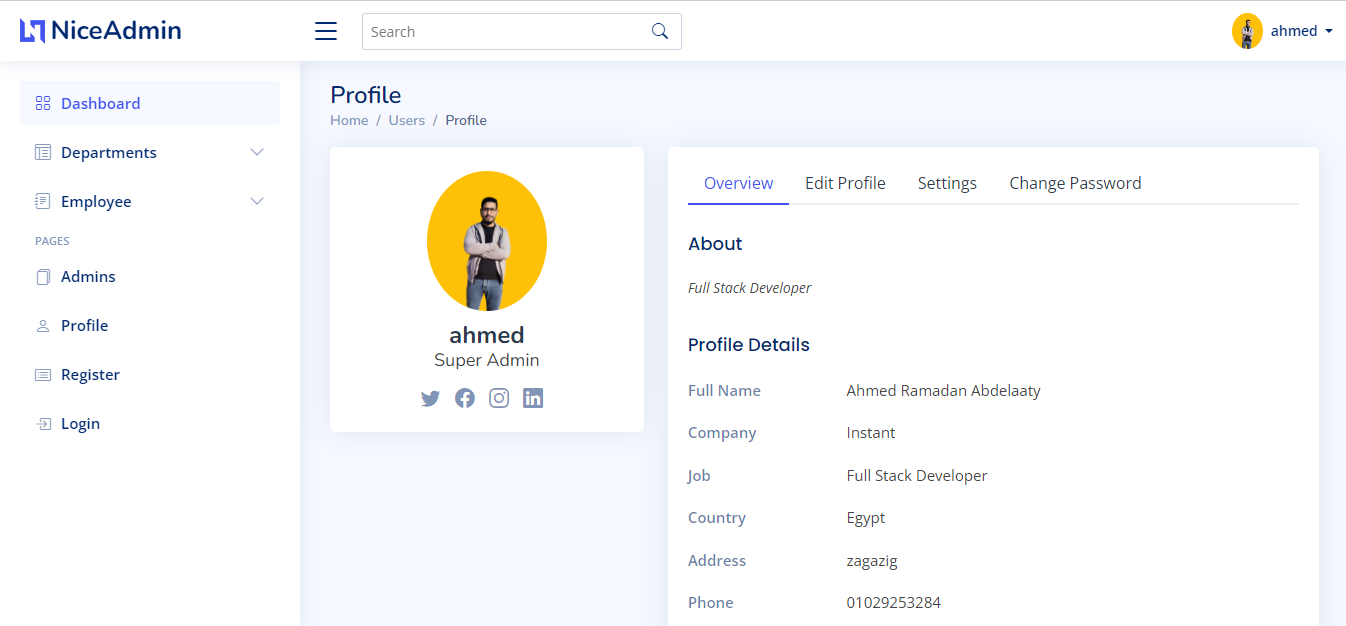 NiceAdmin
Search
ahmed
Dashboard
Departments
Employee
PAGES
Admins
Profile
Register
Login
Profile
Home / Users / Profile
ahmed
Super Admin
Overview Edit Profile Settings Change Password
About
Full Stack Developer
Profile Details
Full Name Ahmed Ramadan Abdelaaty
Company Instant
Job Full Stack Developer
Country Egypt
Address zagazig
Phone 01029253284